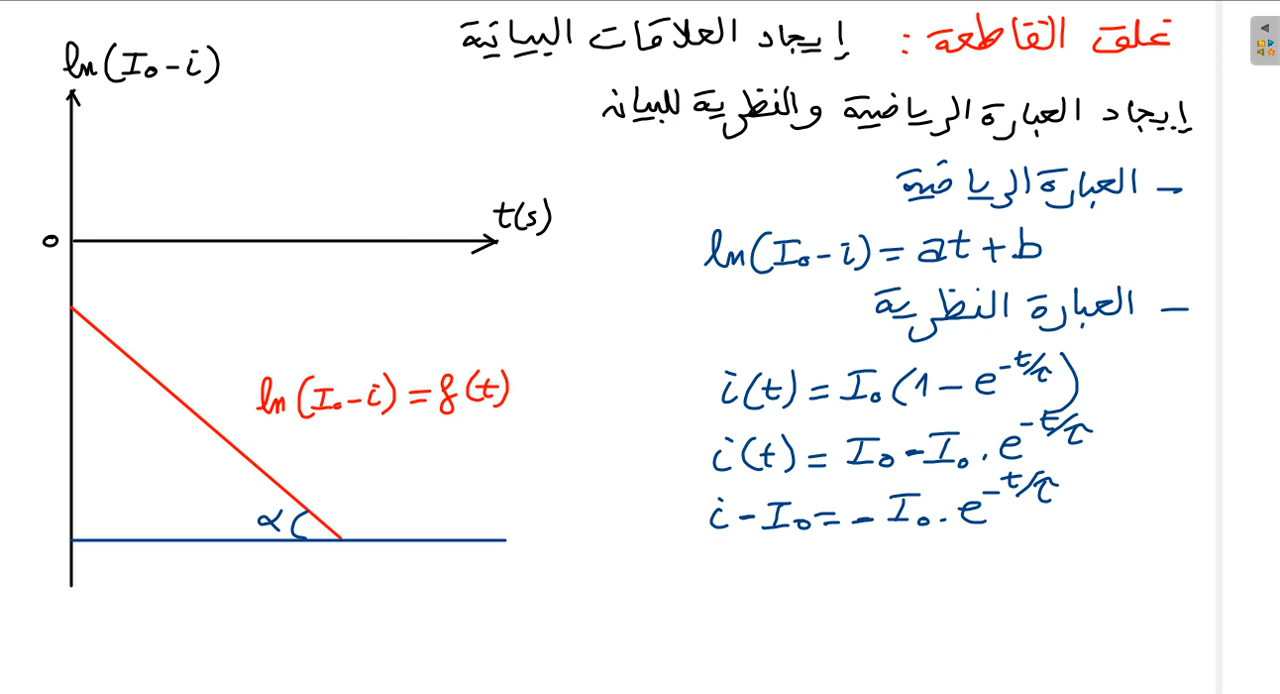 غلق القاطعة : إيجاد العلاقات البيانية
إيجاد العبارة الرياضية والنظرية للبيان
- العبارة الرياضية
ln(I₀-i) = at + b
- العبارة النظرية
i(t) = I₀(1 - e^{-t/τ})
i(t) = I₀ - I₀ . e^{-t/τ}
i - I₀ = - I₀ . e^{-t/τ}
ln(I₀-i)
t(s)
0
ln(I₀-i) = f(t)
α